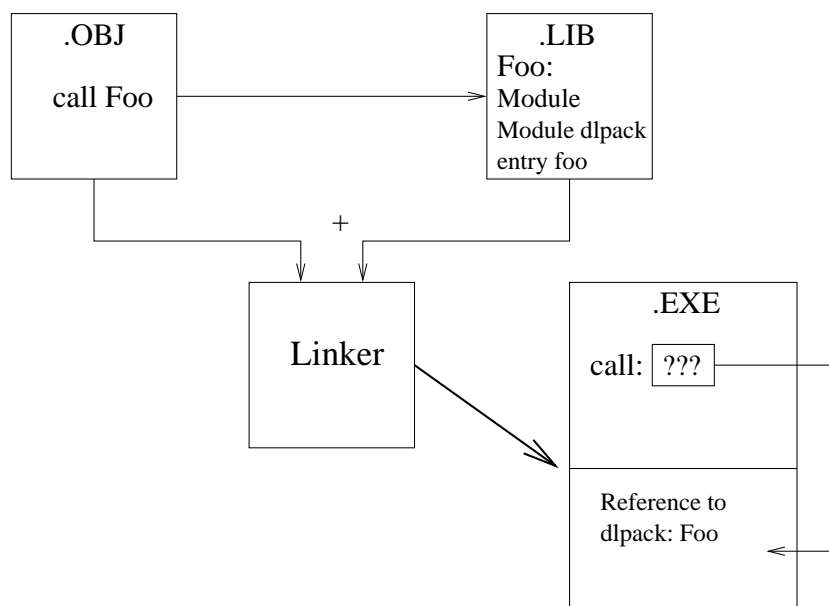 .OBJ
call Foo
.LIB
Foo:
Module
Module dlpack
entry foo
+
Linker
.EXE
call: ???
Reference to
dlpack: Foo